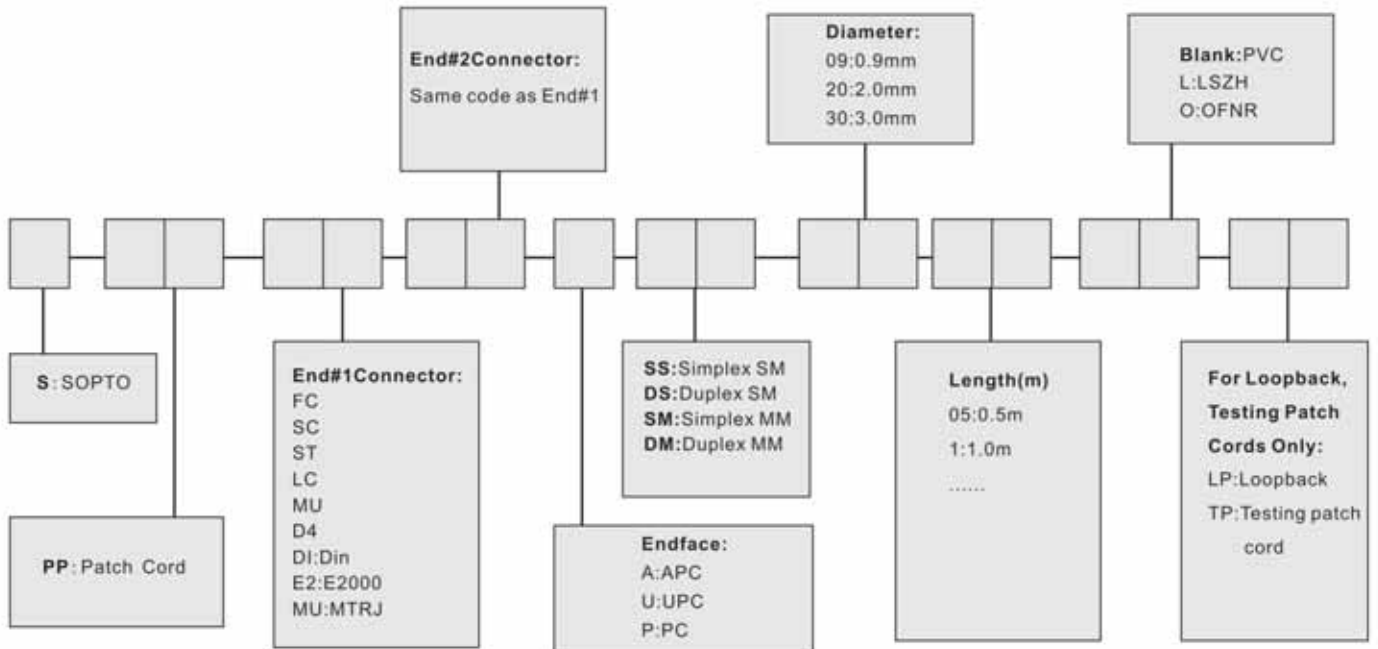 End#2Connector:
Same code as End#1
Diameter:
09:0.9mm
20:2.0mm
30:3.0mm
Blank:PVC
L:LSZH
O:OFNR
S:SOPTO
PP:Patch Cord
End#1Connector:
FC
SC
ST
LC
MU
D4
DI:Din
E2:E2000
MU:MTRJ
Endface:
A:APC
U:UPC
P:PC
SS:Simplex SM
DS:Duplex SM
SM:Simplex MM
DM:Duplex MM
Length(m)
05:0.5m
1:1.0m
......
For Loopback,
Testing Patch
Cords Only:
LP:Loopback
TP:Testing patch
cord